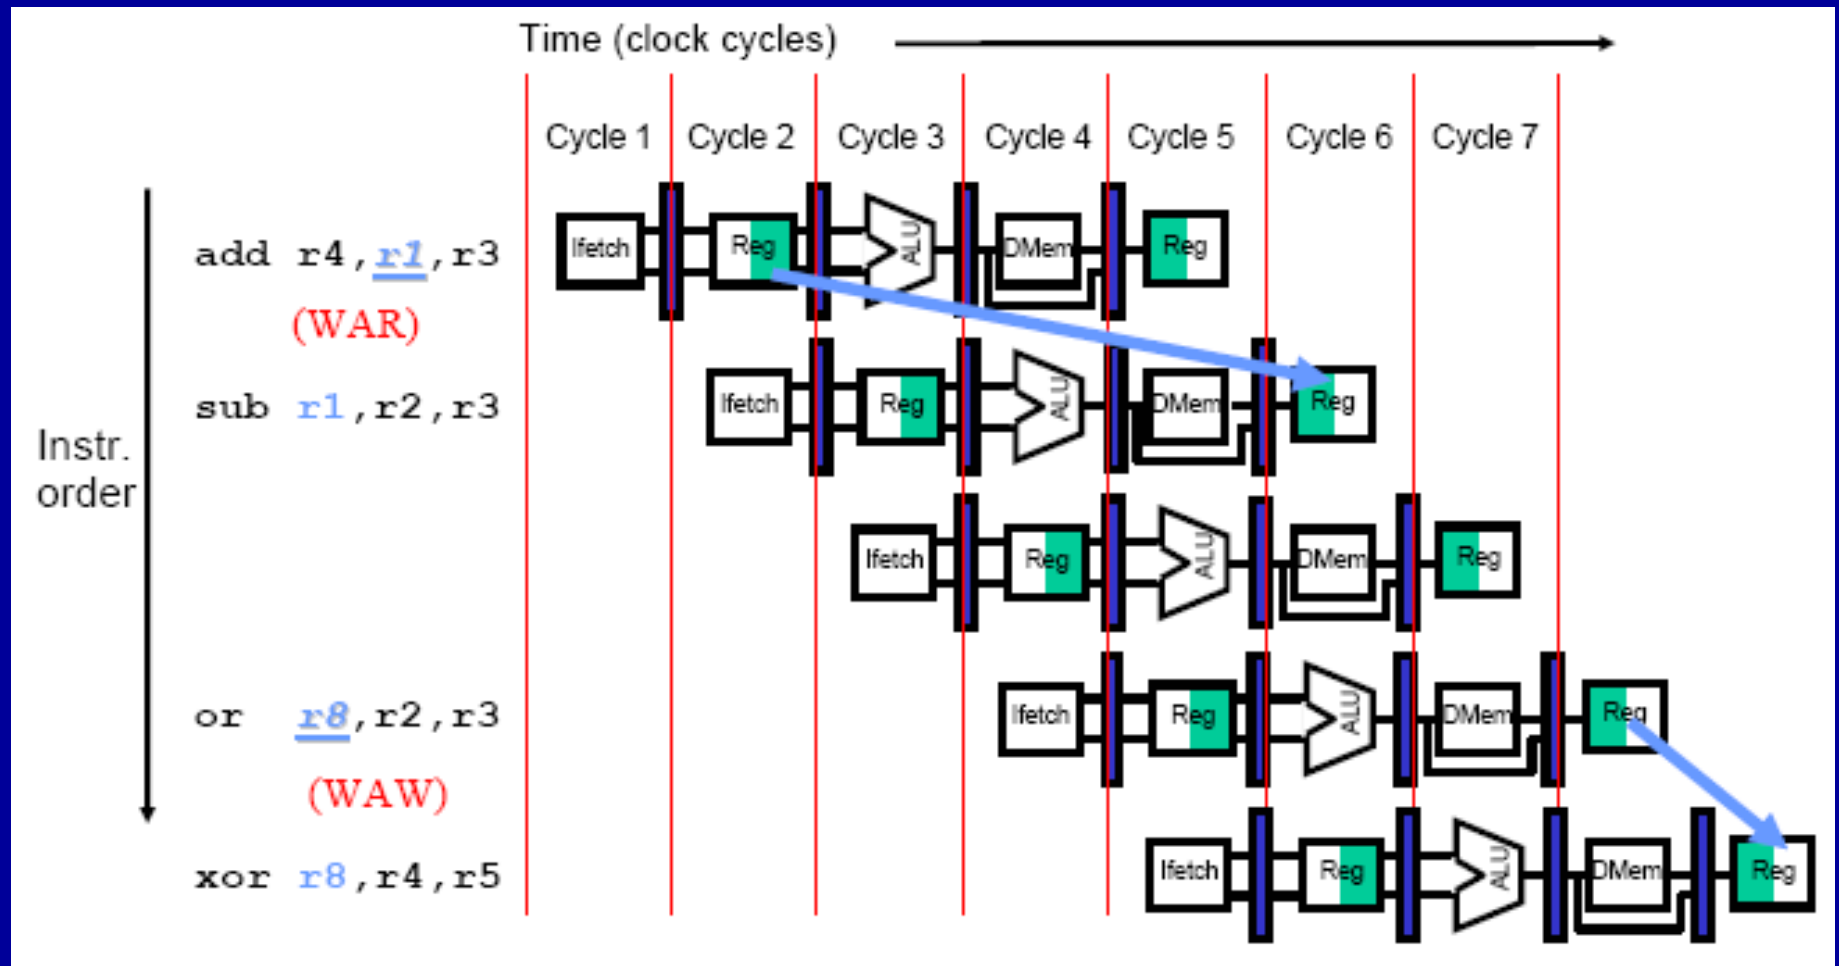 Time (clock cycles)
Cycle 1 Cycle 2 Cycle 3 Cycle 4 Cycle 5 Cycle 6 Cycle 7
add r4,r1,r3
Ifetch Reg ALU DMem Reg
(WAR)
sub r1,r2,r3
Ifetch Reg ALU DMem Reg
Instr.
order
Ifetch Reg ALU DMem Reg
or r8,r2,r3
Ifetch Reg ALU DMem Reg
(WAW)
xor r8,r4,r5
Ifetch Reg ALU DMem Reg